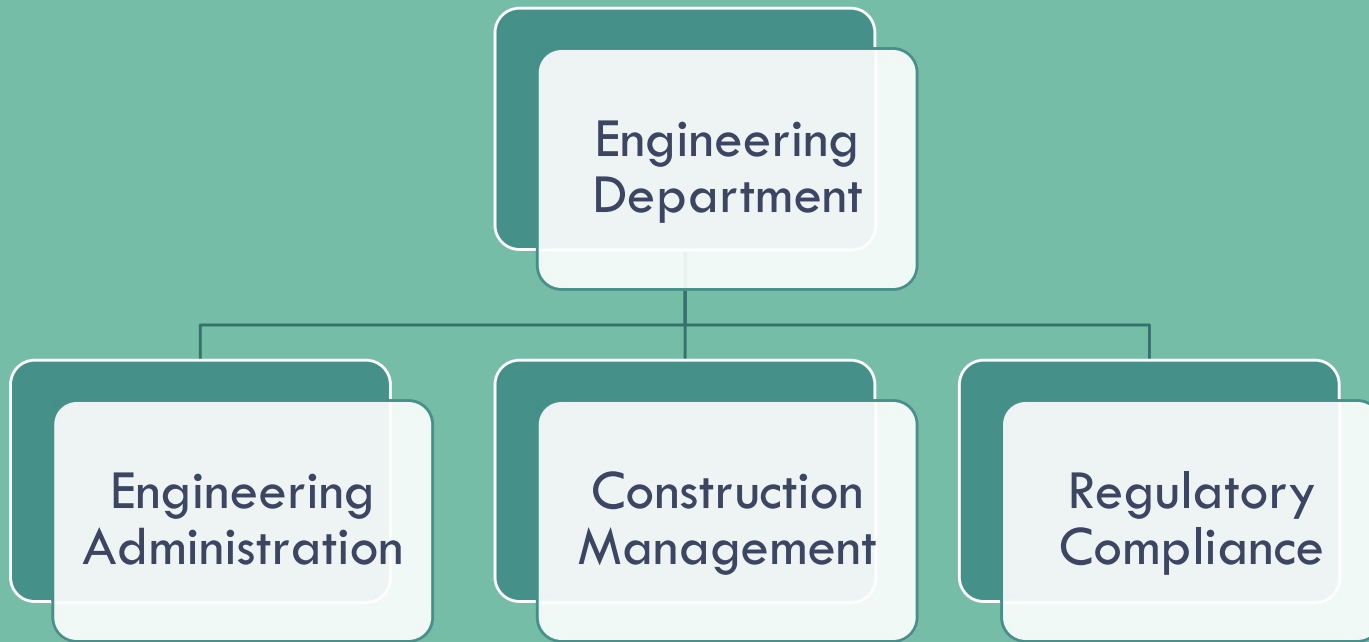 Engineering
Department
Engineering
Administration
Construction
Management
Regulatory
Compliance